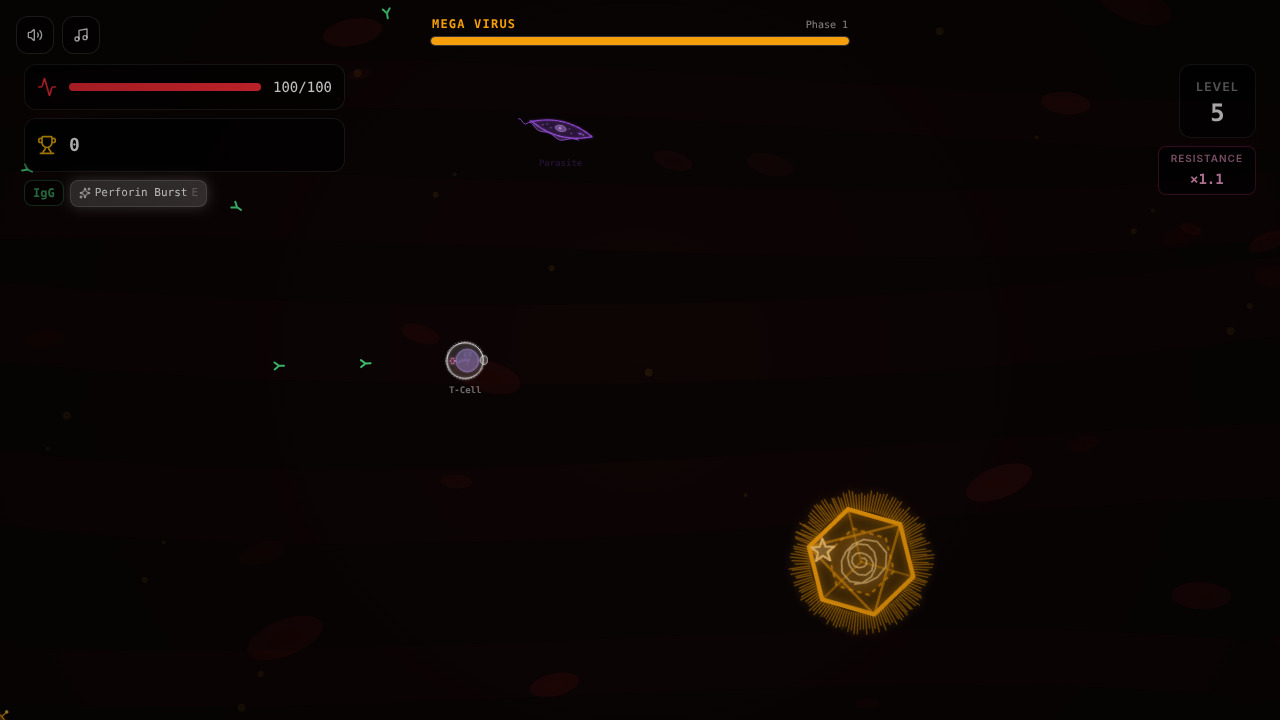 MEGA VIRUS
Phase 1
100/100
LEVEL
5
0
Parasite
RESISTANCE
×1.1
IgG
Perforin Burst E
T-Cell